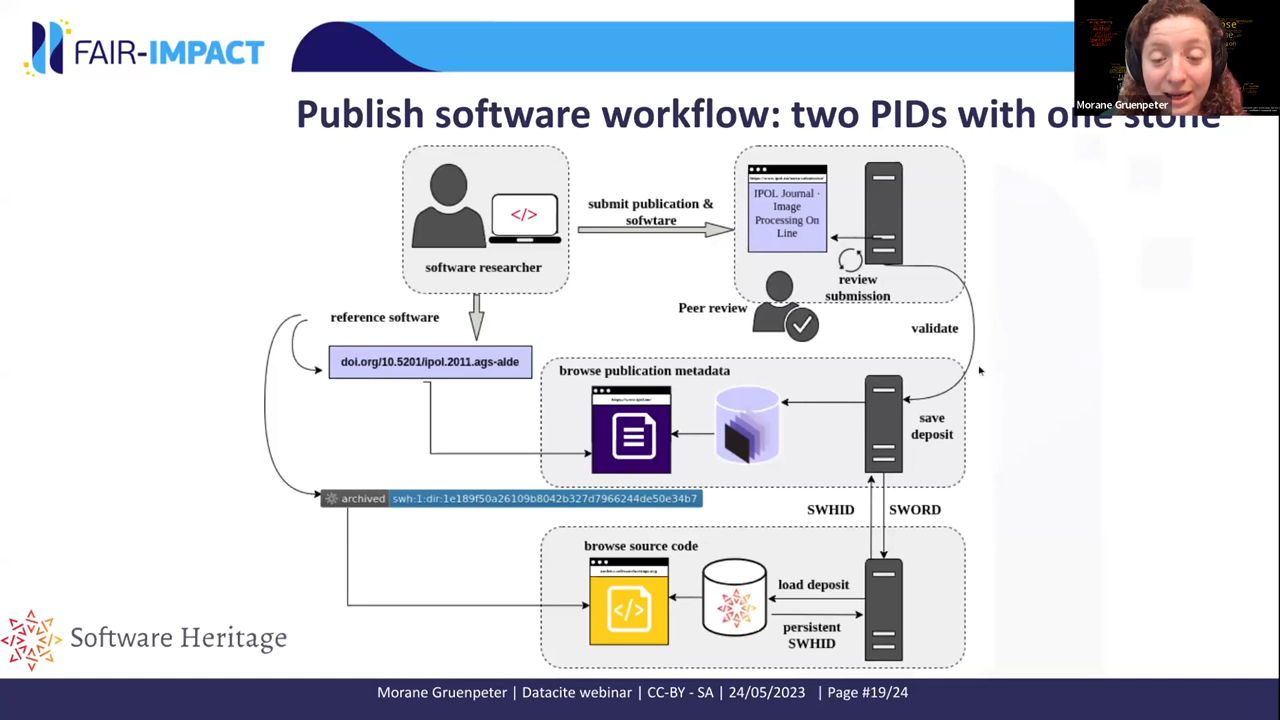 FAIR-IMPACT
Morane Gruenpeter
Publish software workflow: two PIDs with one stone
submit publication &
sofwtare
IPOL Journal ·
Image
Processing On
Line
software researcher
review
submission
Peer review
validate
reference software
doi.org/10.5201/ipol.2011.ags-alde
browse publication metadata
save
deposit
archived swh:1:dir:1e189f50a26109b8042b327d7966244de50e34b7
SWHID
SWORD
browse source code
</>
</>
load deposit
persistent
SWHID
Software Heritage
Morane Gruenpeter | Datacite webinar | CC-BY - SA | 24/05/2023 | Page #19/24